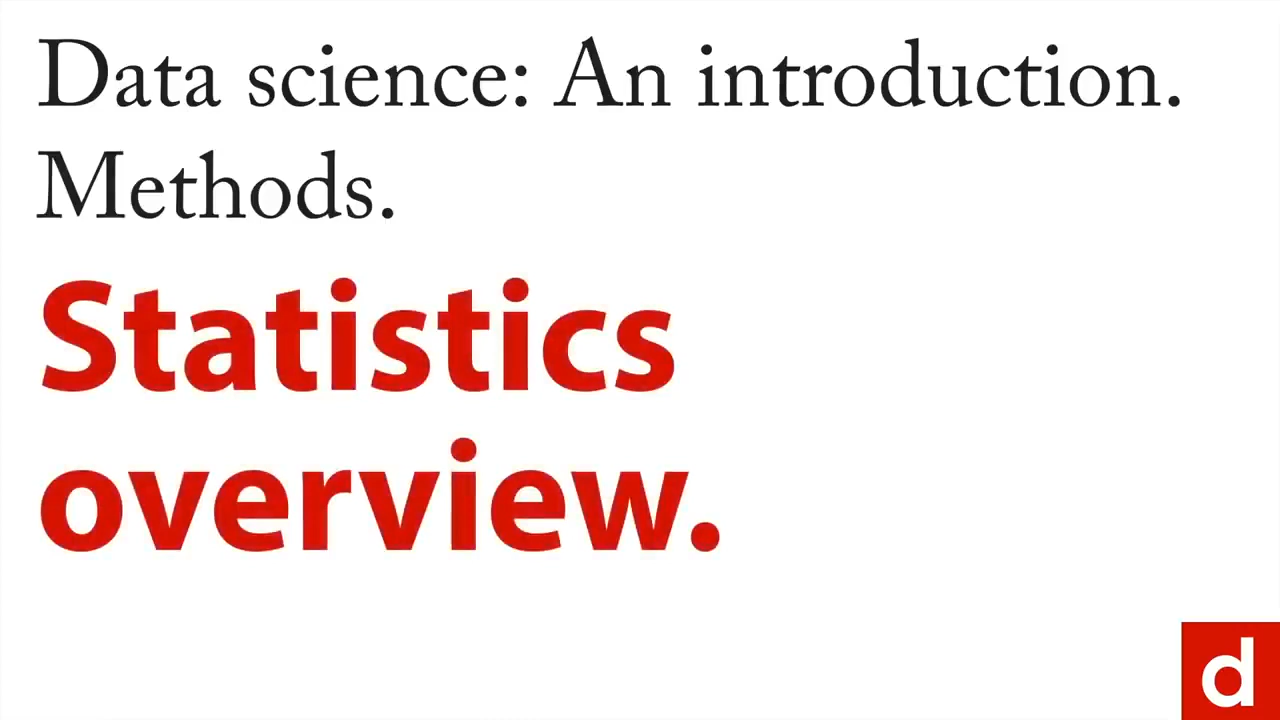 Data science: An introduction.
Methods.
Statistics
overview.
d